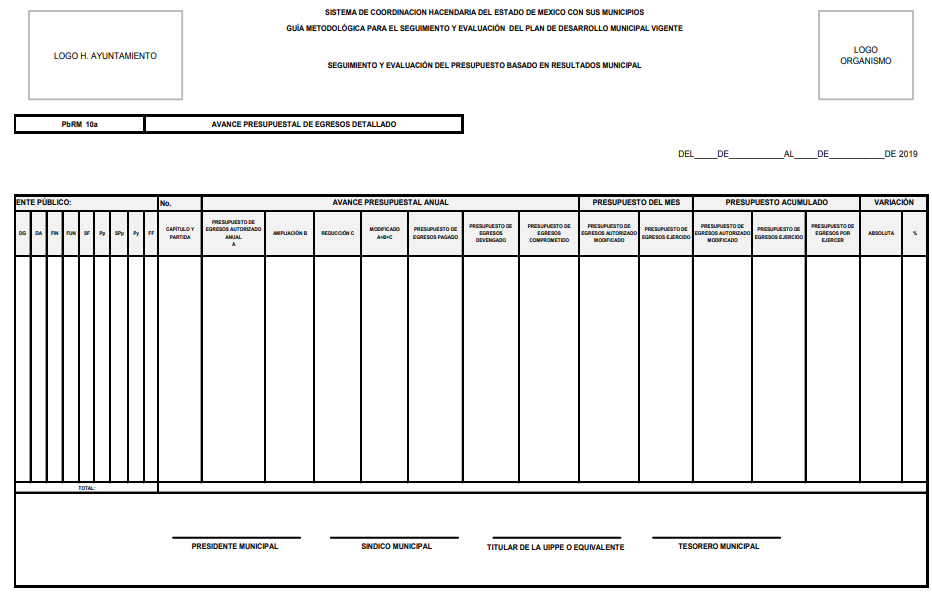 SISTEMA DE COORDINACION HACENDARIA DEL ESTADO DE MEXICO CON SUS MUNICIPIOS
GUÍA METODOLÓGICA PARA EL SEGUIMIENTO Y EVALUACIÓN DEL PLAN DE DESARROLLO MUNICIPAL VIGENTE
LOGO H. AYUNTAMIENTO
LOGO
ORGANISMO
SEGUIMIENTO Y EVALUACIÓN DEL PRESUPUESTO BASADO EN RESULTADOS MUNICIPAL
PbRM 10a AVANCE PRESUPUESTAL DE EGRESOS DETALLADO
DEL_____DE____________AL_____DE____________DE 2019
ENTE PÚBLICO: No. AVANCE PRESUPUESTAL ANUAL PRESUPUESTO DEL MES PRESUPUESTO ACUMULADO VARIACIÓN
DG DA FIN FUN SF Pp SPp Py FF
CAPÍTULO Y
PARTIDA
PRESUPUESTO DE
EGRESOS AUTORIZADO
ANUAL
A
AMPLIACIÓN B
REDUCCIÓN C
MODIFICADO
A+B+C
PRESUPUESTO DE
EGRESOS PAGADO
PRESUPUESTO DE
EGRESOS
DEVENGADO
PRESUPUESTO DE
EGRESOS
COMPROMETIDO
PRESUPUESTO DE
EGRESOS AUTORIZADO
MODIFICADO
PRESUPUESTO DE
EGRESOS EJERCIDO
PRESUPUESTO DE
EGRESOS AUTORIZADO
MODIFICADO
PRESUPUESTO DE
EGRESOS EJERCIDO
PRESUPUESTO DE
EGRESOS POR
EJERCER
ABSOLUTA
%
TOTAL:
PRESIDENTE MUNICIPAL SINDICO MUNICIPAL TITULAR DE LA UIPPE O EQUIVALENTE TESORERO MUNICIPAL